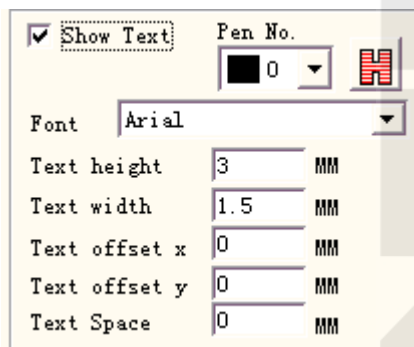 Show Text Pen No.
0
Font Arial
Text height 3 MM
Text width 1.5 MM
Text offset x 0 MM
Text offset y 0 MM
Text Space 0 MM